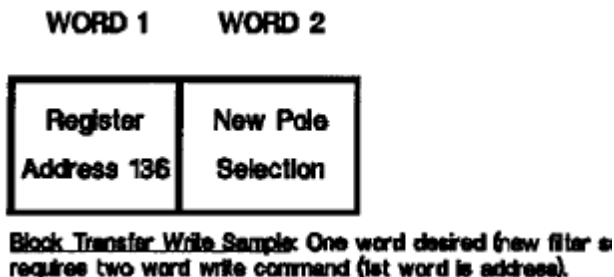 WORD 1 WORD 2
Register New Pole
Address 136 Selection
Block Transfer Write Sample: One word desired (new filter
requires two word write command (1st word is address).